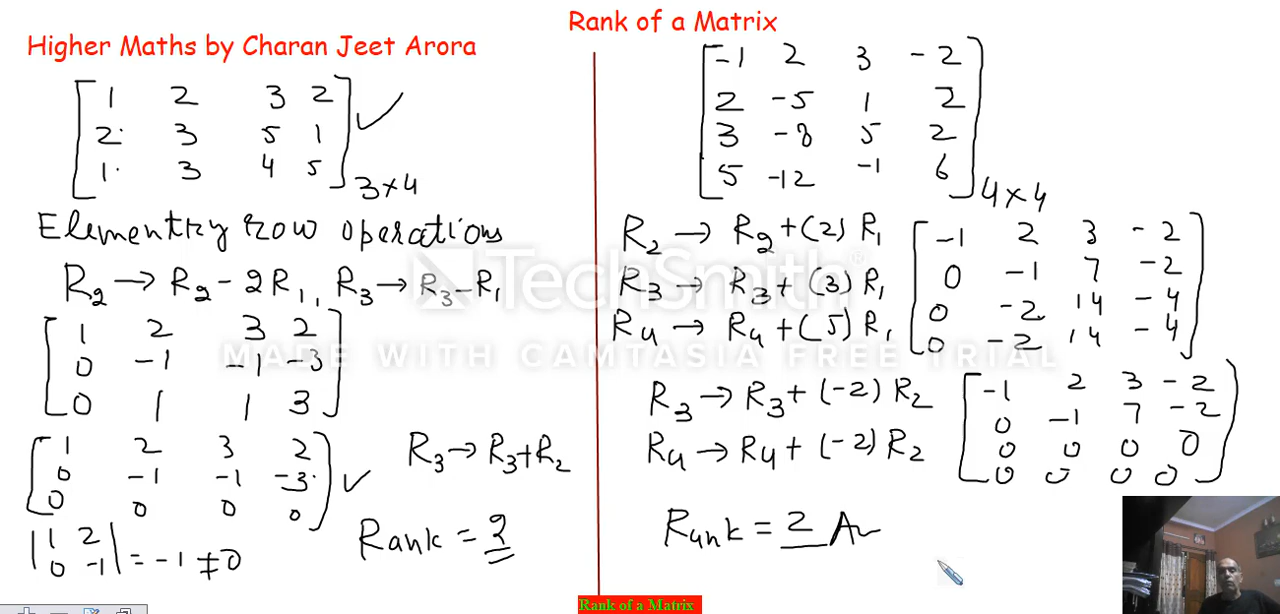 Rank of a Matrix
Higher Maths by Charan Jeet Arora
1 2 3 2
2 3 5 1
1 3 4 5
3×4
Elementry row operations
R2 → R2 - 2R1, R3 → R3 - R1
1 2 3 2
0 -1 -1 -3
0 1 1 3
1 2 3 2
0 -1 -1 -3
0 0 0 0
R3 → R3+R2
|1 2|
|0 -1| = -1 ≠ 0
Rank = 2
-1 2 3 -2
2 -5 1 2
3 -8 5 2
5 -12 -1 6
4×4
R2 → R2 + (2) R1
R3 → R3 + (3) R1
R4 → R4 + (5) R1
-1 2 3 -2
0 -1 7 -2
0 -2 14 -4
0 -2 14 -4
R3 → R3 + (-2) R2
R4 → R4 + (-2) R2
-1 2 3 -2
0 -1 7 -2
0 0 0 0
0 0 0 0
Rank = 2
TechSmith®
MADE WITH CAMTASIA FREE TRIAL
Rank of a Matrix